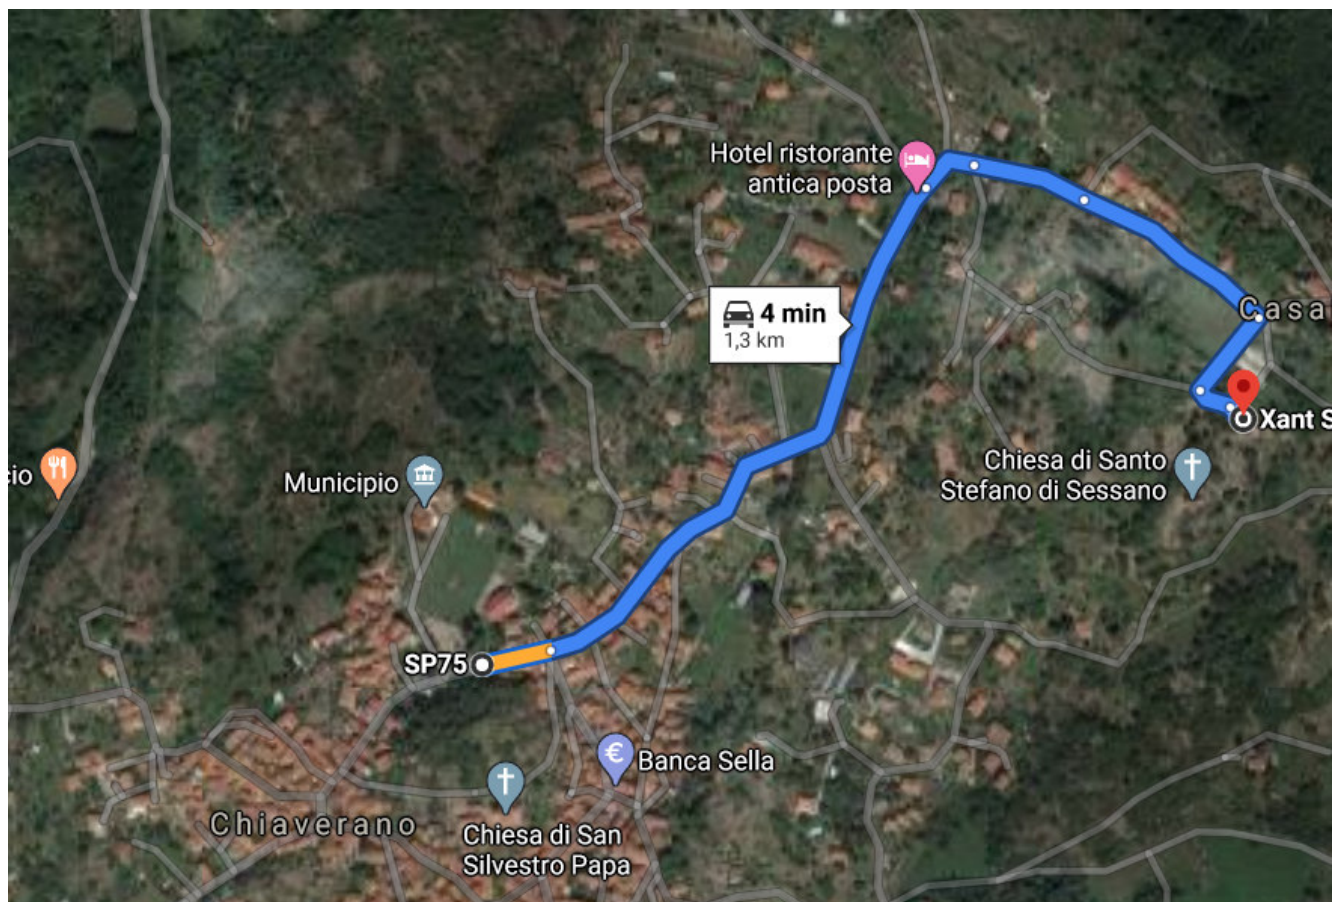 Hotel ristorante
antica posta
4 min
1,3 km
Casa
cio
Municipio
Xant S
Chiesa di Santo
Stefano di Sessano
SP75
Banca Sella
Chiaverano
Chiesa di San
Silvestro Papa